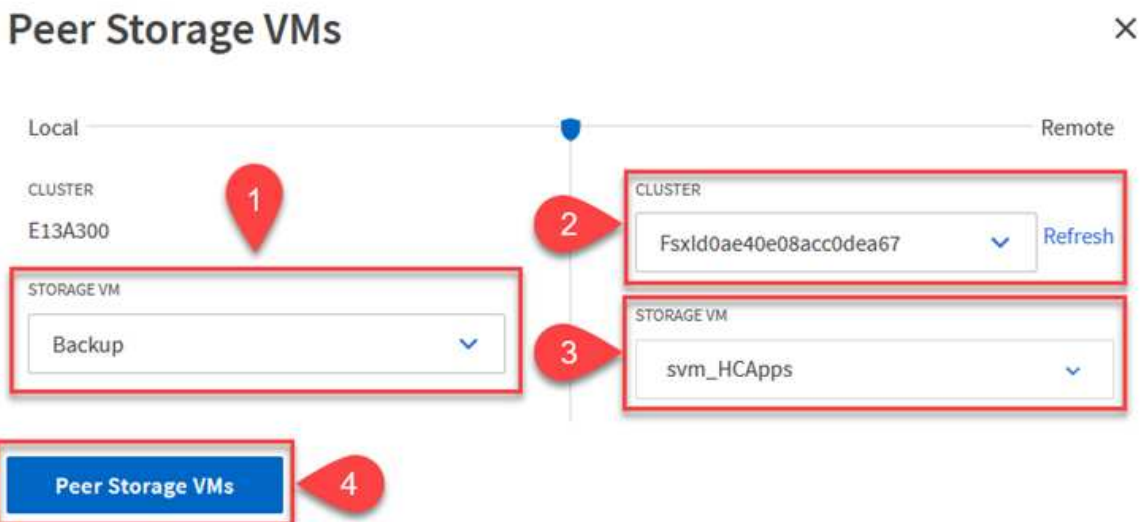 Peer Storage VMs
Local
Remote
CLUSTER
E13A300
1
STORAGE VM
Backup
2
CLUSTER
FsxId0ae40e08acc0dea67
Refresh
3
STORAGE VM
svm_HCApps
Peer Storage VMs
4